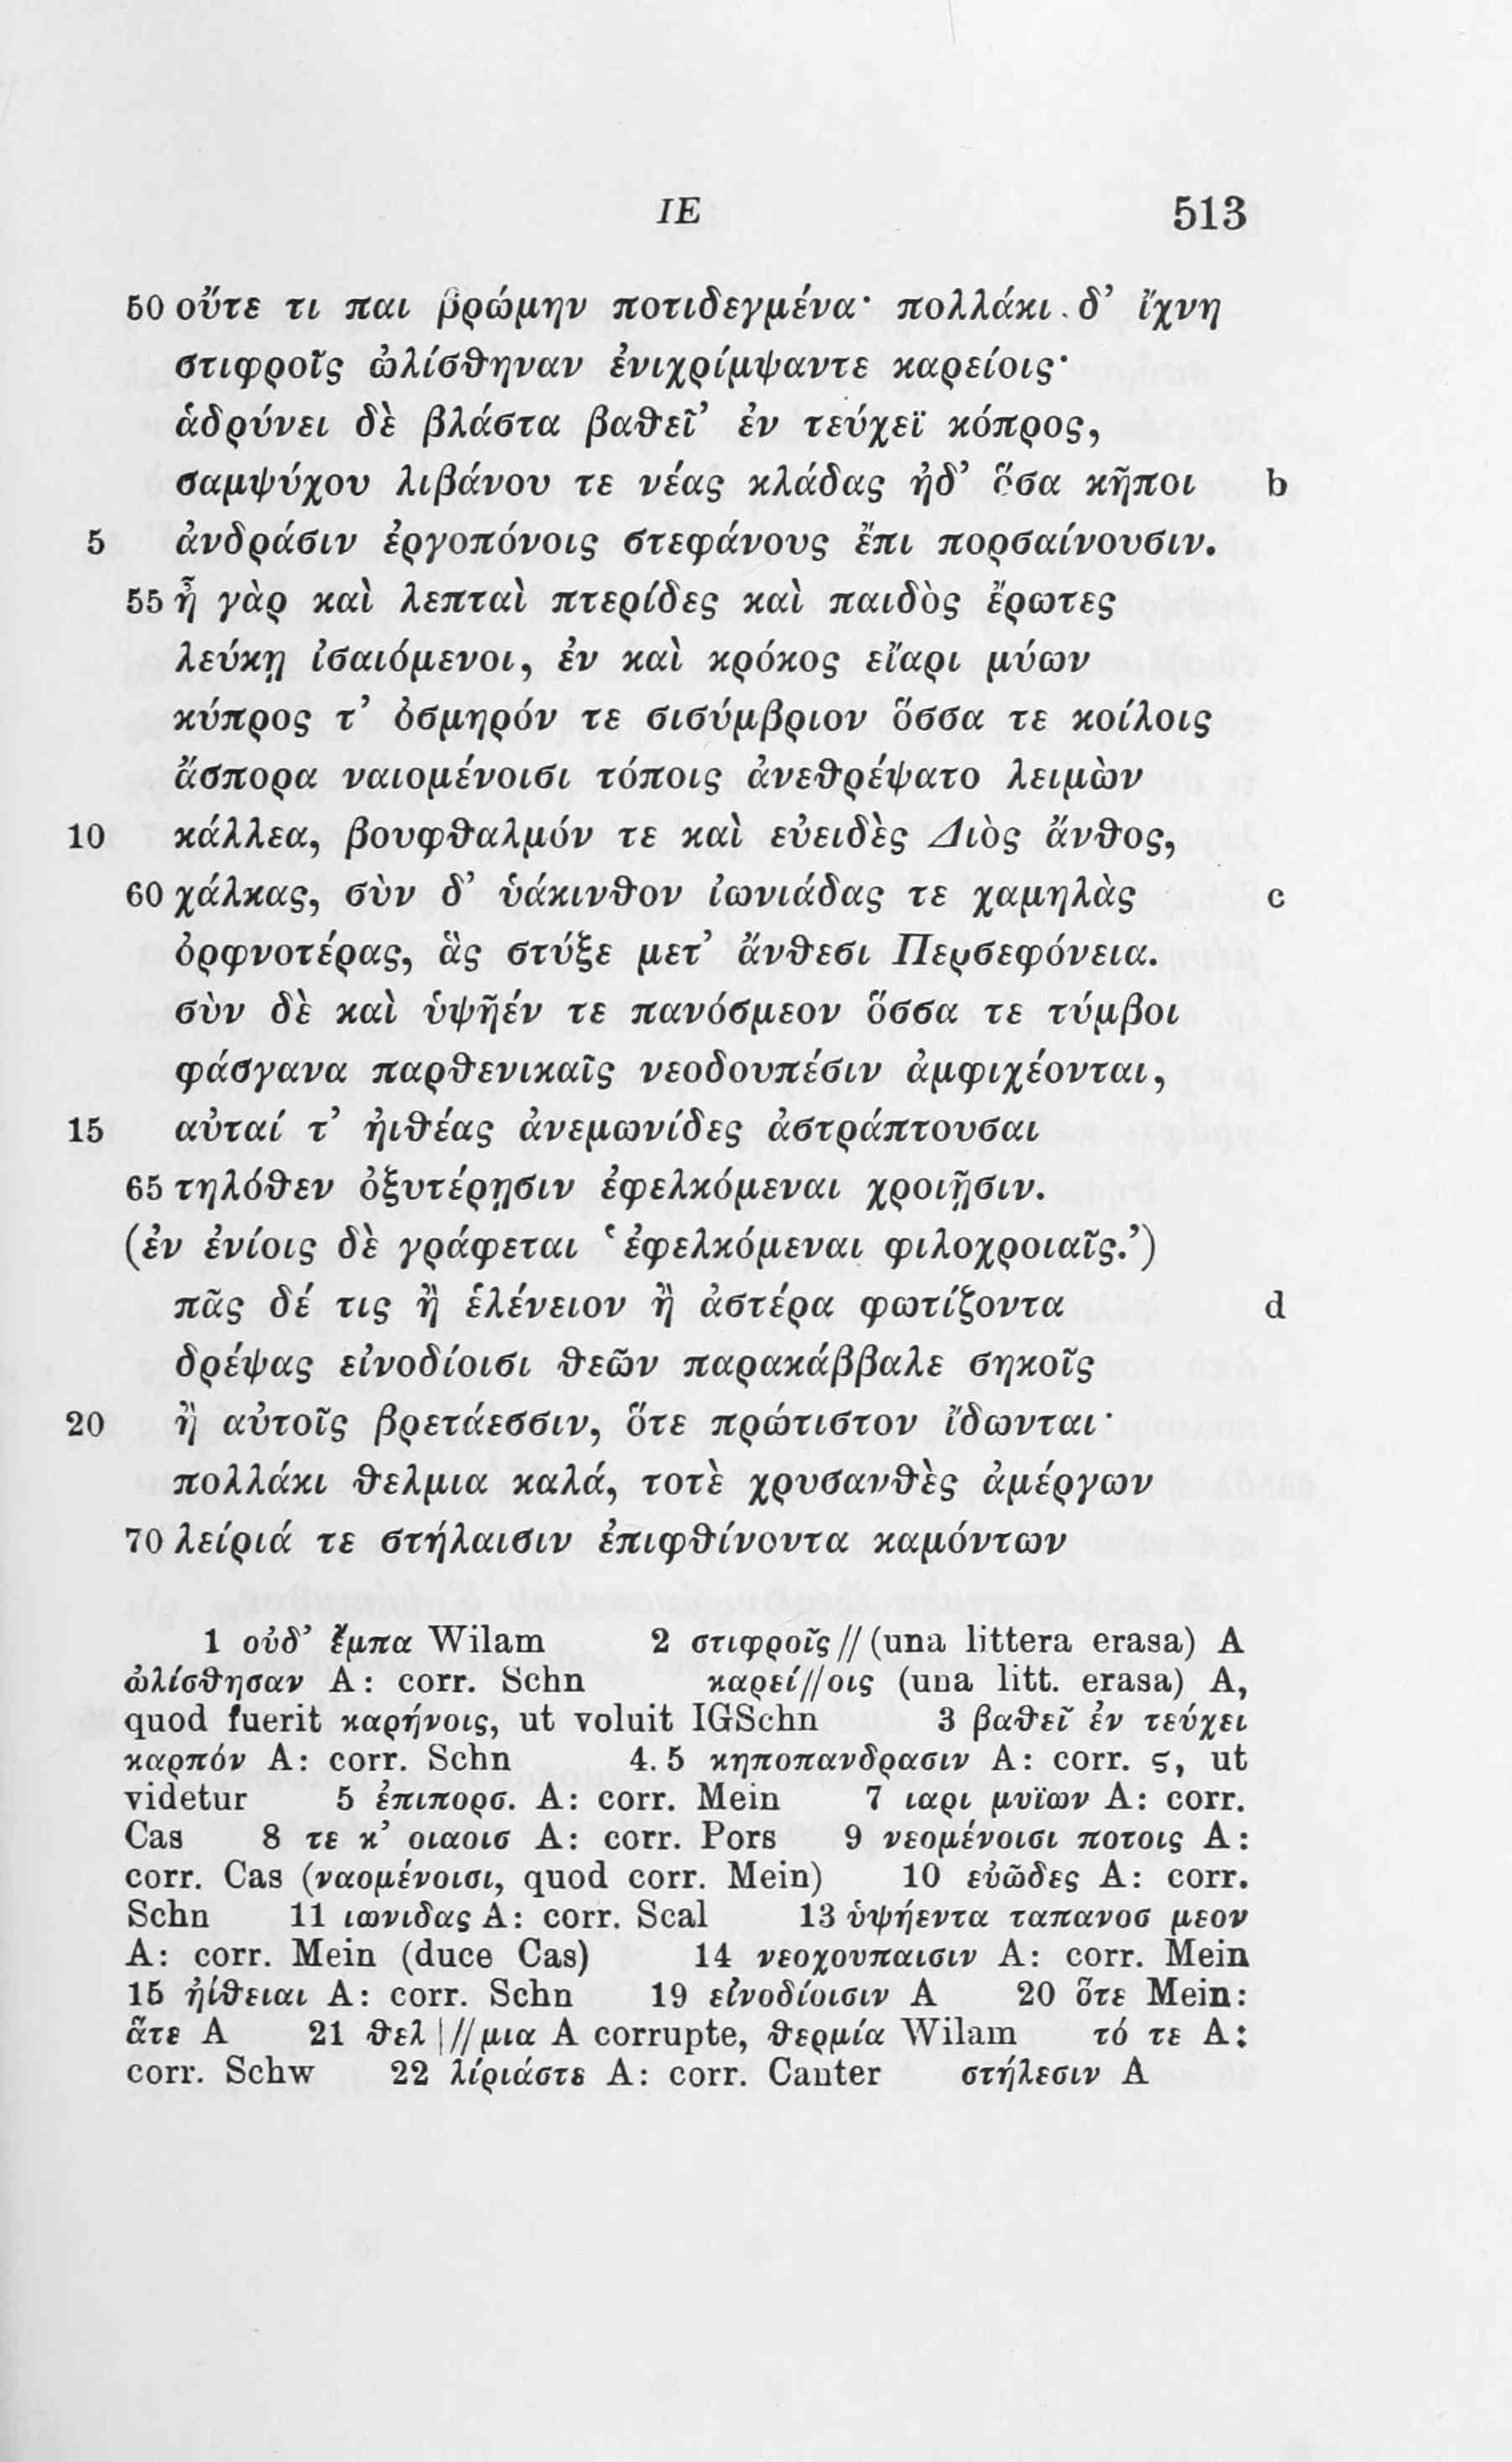 ΙΕ 513
50 οὔτε τι παι βρώμην ποτιδεγμένα· πολλάκι δ’ ἴχνη
στιφροῖς ὠλίσθηναν ἐνιχρίμψαντε καρείοις·
ἁδρύνει δὲ βλάστα βαθεῖ’ ἐν τεύχεϊ κόπρος,
σαμψύχου λιβάνου τε νέας κλάδας ἠδ’ ὅσα κῆποι b
5 ἀνδράσιν ἐργοπόνοις στεφάνους ἔπι πορσαίνουσιν.
55 ἦ γὰρ καὶ λεπταὶ πτερίδες καὶ παιδὸς ἔρωτες
λεύκῃ ἰσαιόμενοι, ἐν καὶ κρόκος εἴαρι μύων
κύπρος τ’ ὀσμηρόν τε σισύμβριον ὅσσα τε κοίλοις
ἄσπορα ναιομένοισι τόποις ἀνεθρέψατο λειμὼν
10 κάλλεα, βουφθαλμόν τε καὶ εὐειδὲς Διὸς ἄνθος,
60 χάλκας, σὺν δ’ ὑάκινθον ἰωνιάδας τε χαμηλὰς c
ὀρφνοτέρας, ἃς στύξε μετ’ ἄνθεσι Περσεφόνεια.
σὺν δὲ καὶ ὑψῆέν τε πανόσμεον ὅσσα τε τύμβοι
φάσγανα παρθενικαῖς νεοδουπέσιν ἀμφιχέονται,
15 αὐταί τ’ ἠιθέας ἀνεμωνίδες ἀστράπτουσαι
65 τηλόθεν ὀξυτέρῃσιν ἐφελκόμεναι χροιῇσιν.
(ἐν ἐνίοις δὲ γράφεται ‘ἐφελκόμεναι φιλοχροιαῖς.’)
πᾶς δέ τις ἢ ἑλένειον ἢ ἀστέρα φωτίζοντα d
δρέψας εἰνοδίοισι θεῶν παρακάββαλε σηκοῖς
20 ἢ αὐτοῖς βρετάεσσιν, ὅτε πρώτιστον ἴδωνται·
πολλάκι θελμια καλά, τοτὲ χρυσανθὲς ἀμέργων
70 λείριά τε στήλαισιν ἐπιφθίνοντα καμόντων
1 οὐδ’ ἔμπα Wilam 2 στιφροῖς // (una littera erasa) A
ὠλίσθησαν A: corr. Schn καρεί//οις (una litt. erasa) A,
quod fuerit καρήνοις, ut voluit IGSchn 3 βαθεῖ ἐν τεύχει
καρπόν A: corr. Schn 4. 5 κηποπανδρασιν A: corr. ϛ, ut
videtur 5 ἐπιπορσ. A: corr. Mein 7 ιαρι μυϊων A: corr.
Cas 8 τε κ’ οιαοισ A: corr. Pors 9 νεομένοισι ποτοις A:
corr. Cas (ναομένοισι, quod corr. Mein) 10 εὐῶδες A: corr.
Schn 11 ιωνιδας A: corr. Scal 13 ὑψήεντα ταπανοσ μεον
A: corr. Mein (duce Cas) 14 νεοχουπαισιν A: corr. Mein
15 ἠίθειαι A: corr. Schn 19 εἰνοδίοισιν A 20 ὅτε Mein:
ἅτε A 21 θελ | // μια A corrupte, θερμία Wilam τό τε A:
corr. Schw 22 λίριάστε A: corr. Canter στήλεσιν A